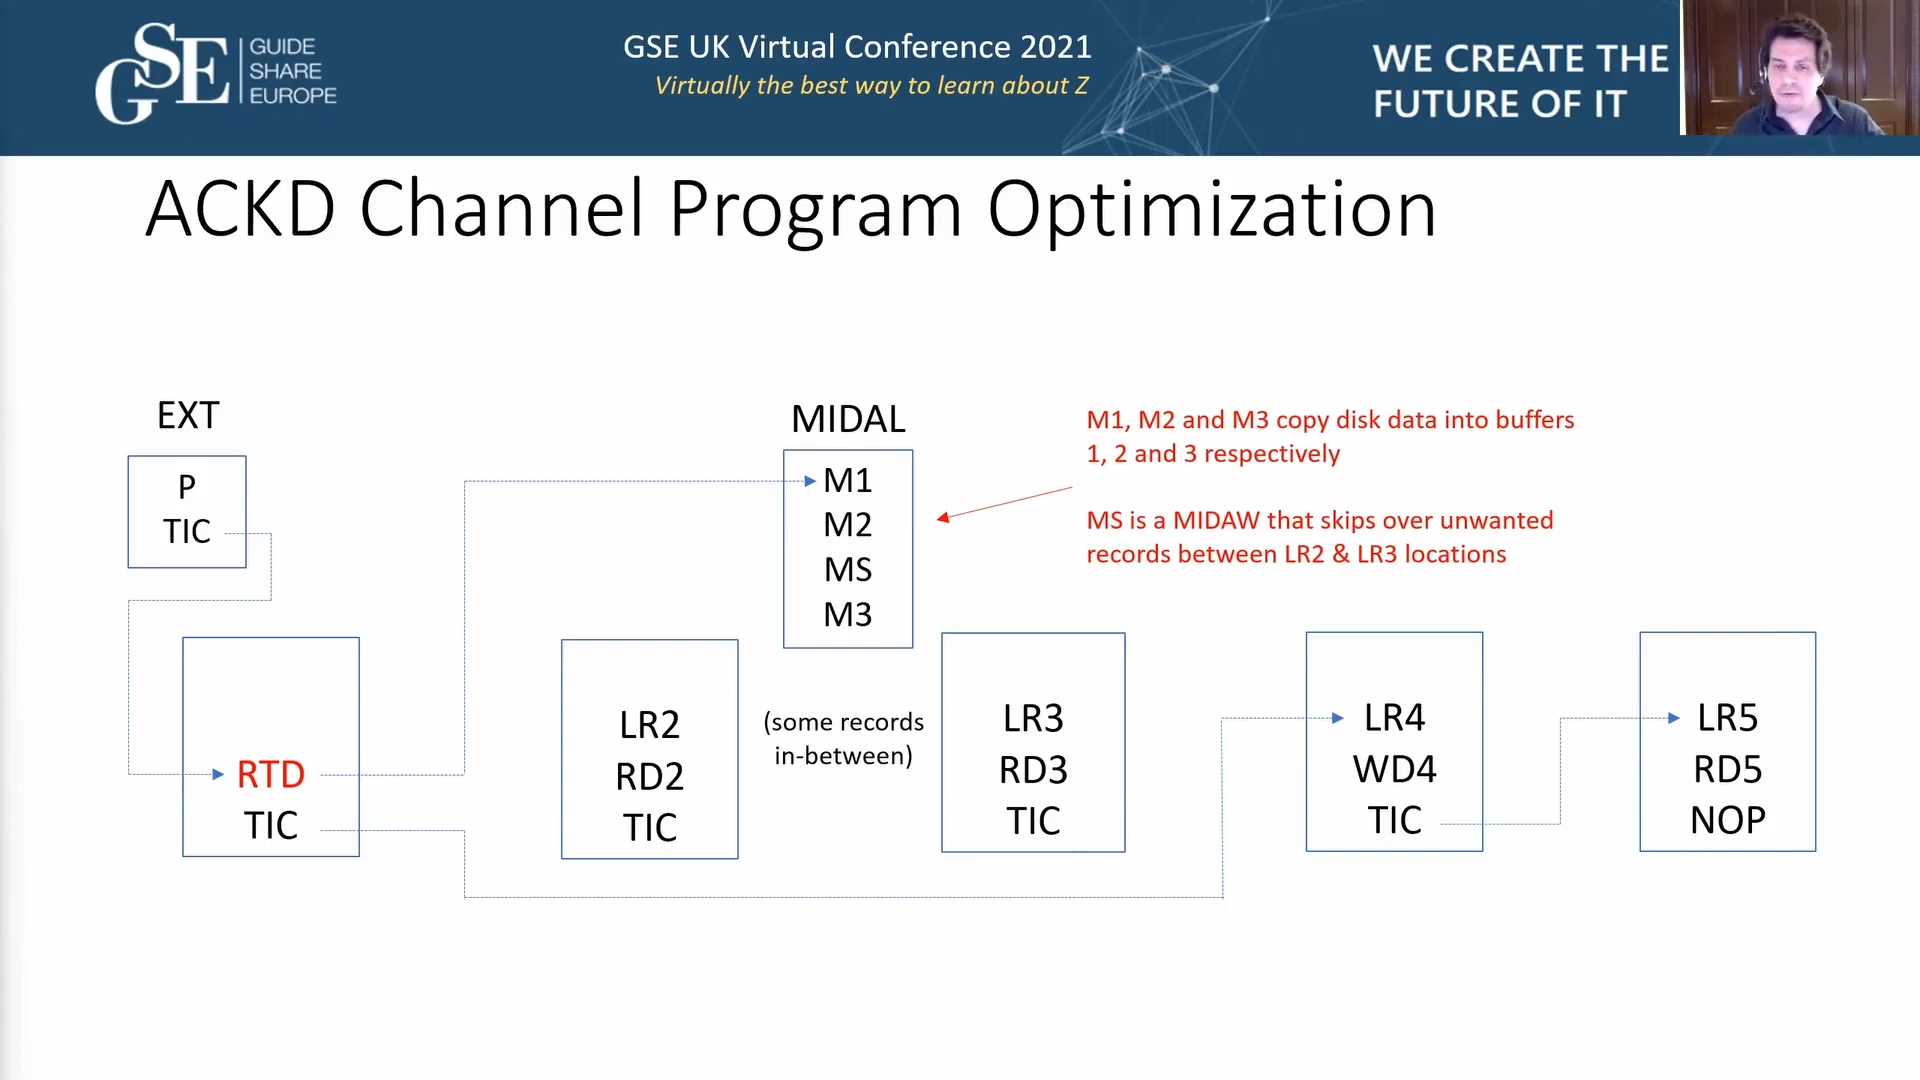 GSE
GUIDE
SHARE
EUROPE
GSE UK Virtual Conference 2021
Virtually the best way to learn about Z
WE CREATE THE
FUTURE OF IT
ACKD Channel Program Optimization
EXT
P
TIC
MIDAL
M1
M2
MS
M3
M1, M2 and M3 copy disk data into buffers
1, 2 and 3 respectively
MS is a MIDAW that skips over unwanted
records between LR2 & LR3 locations
RTD
TIC
LR2
RD2
TIC
(some records
in-between)
LR3
RD3
TIC
LR4
WD4
TIC
LR5
RD5
NOP